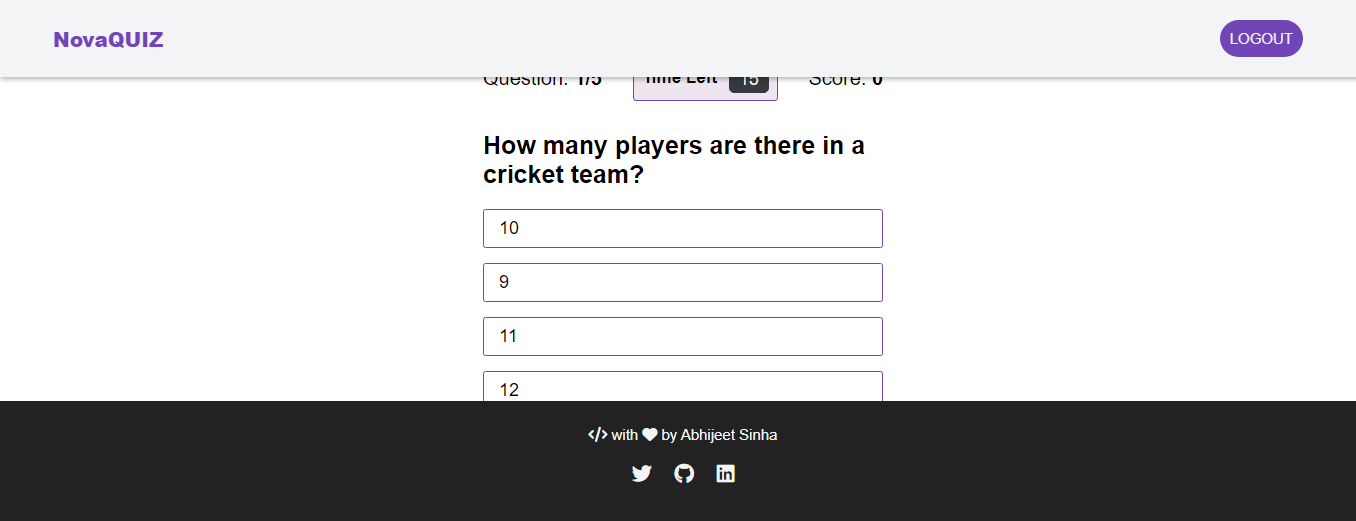 NovaQUIZ
LOGOUT
Question: 1/5
Time Left 15
Score: 0
How many players are there in a
cricket team?
10
9
11
12
with by Abhijeet Sinha